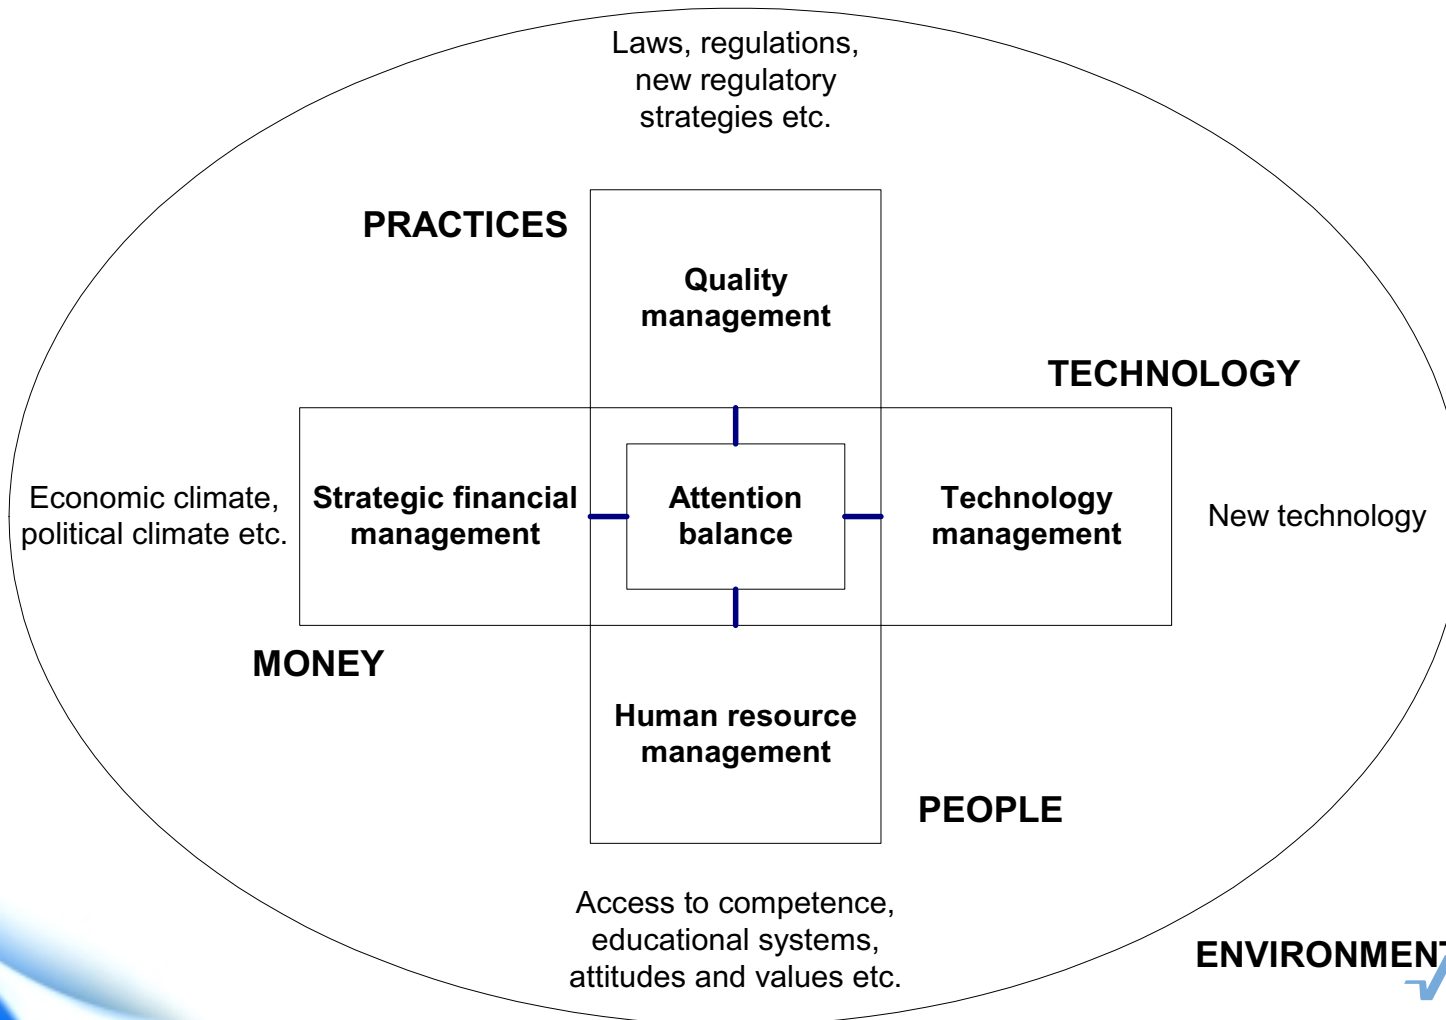 Laws, regulations,
new regulatory
strategies etc.
PRACTICES
Quality
management
TECHNOLOGY
Economic climate,
political climate etc.
Strategic financial
management
Attention
balance
Technology
management
New technology
MONEY
Human resource
management
PEOPLE
Access to competence,
educational systems,
attitudes and values etc.
ENVIRONMENT